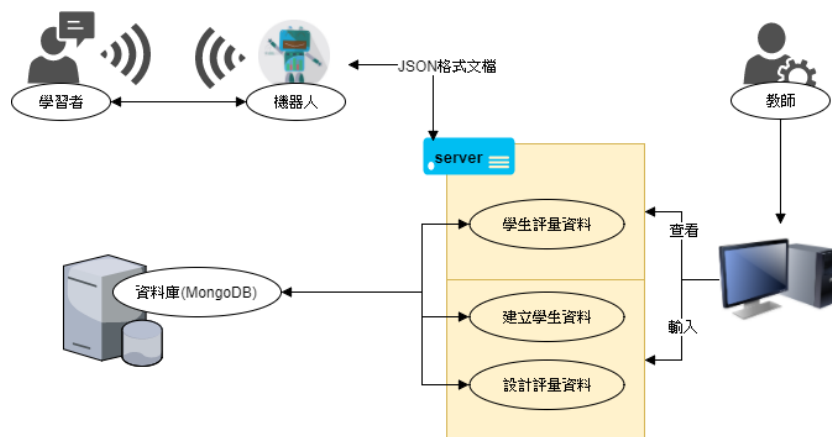 學習者
機器人
JSON格式文檔
教師
server
學生評量資料
查看
資料庫(MongoDB)
建立學生資料
輸入
設計評量資料